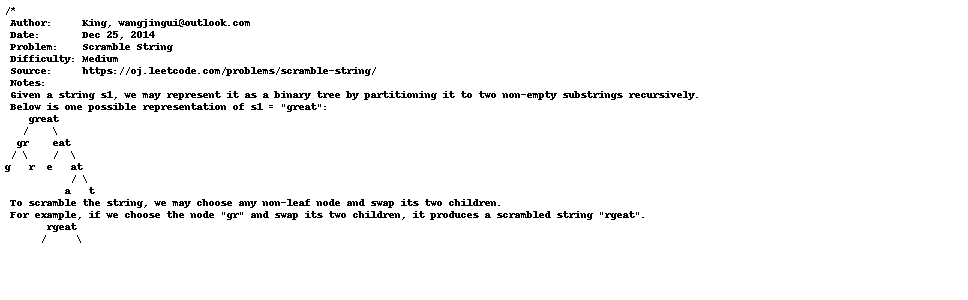 /*
 Author:     King, wangjingui@outlook.com
 Date:       Dec 25, 2014
 Problem:    Scramble String
 Difficulty: Medium
 Source:     https://oj.leetcode.com/problems/scramble-string/
 Notes:
 Given a string s1, we may represent it as a binary tree by partitioning it to two non-empty substrings recursively.
 Below is one possible representation of s1 = "great":
    great
   /    \
  gr    eat
 / \    /  \
g   r  e   at
           / \
          a   t
 To scramble the string, we may choose any non-leaf node and swap its two children.
 For example, if we choose the node "gr" and swap its two children, it produces a scrambled string "rgeat".
       rgeat
      /     \